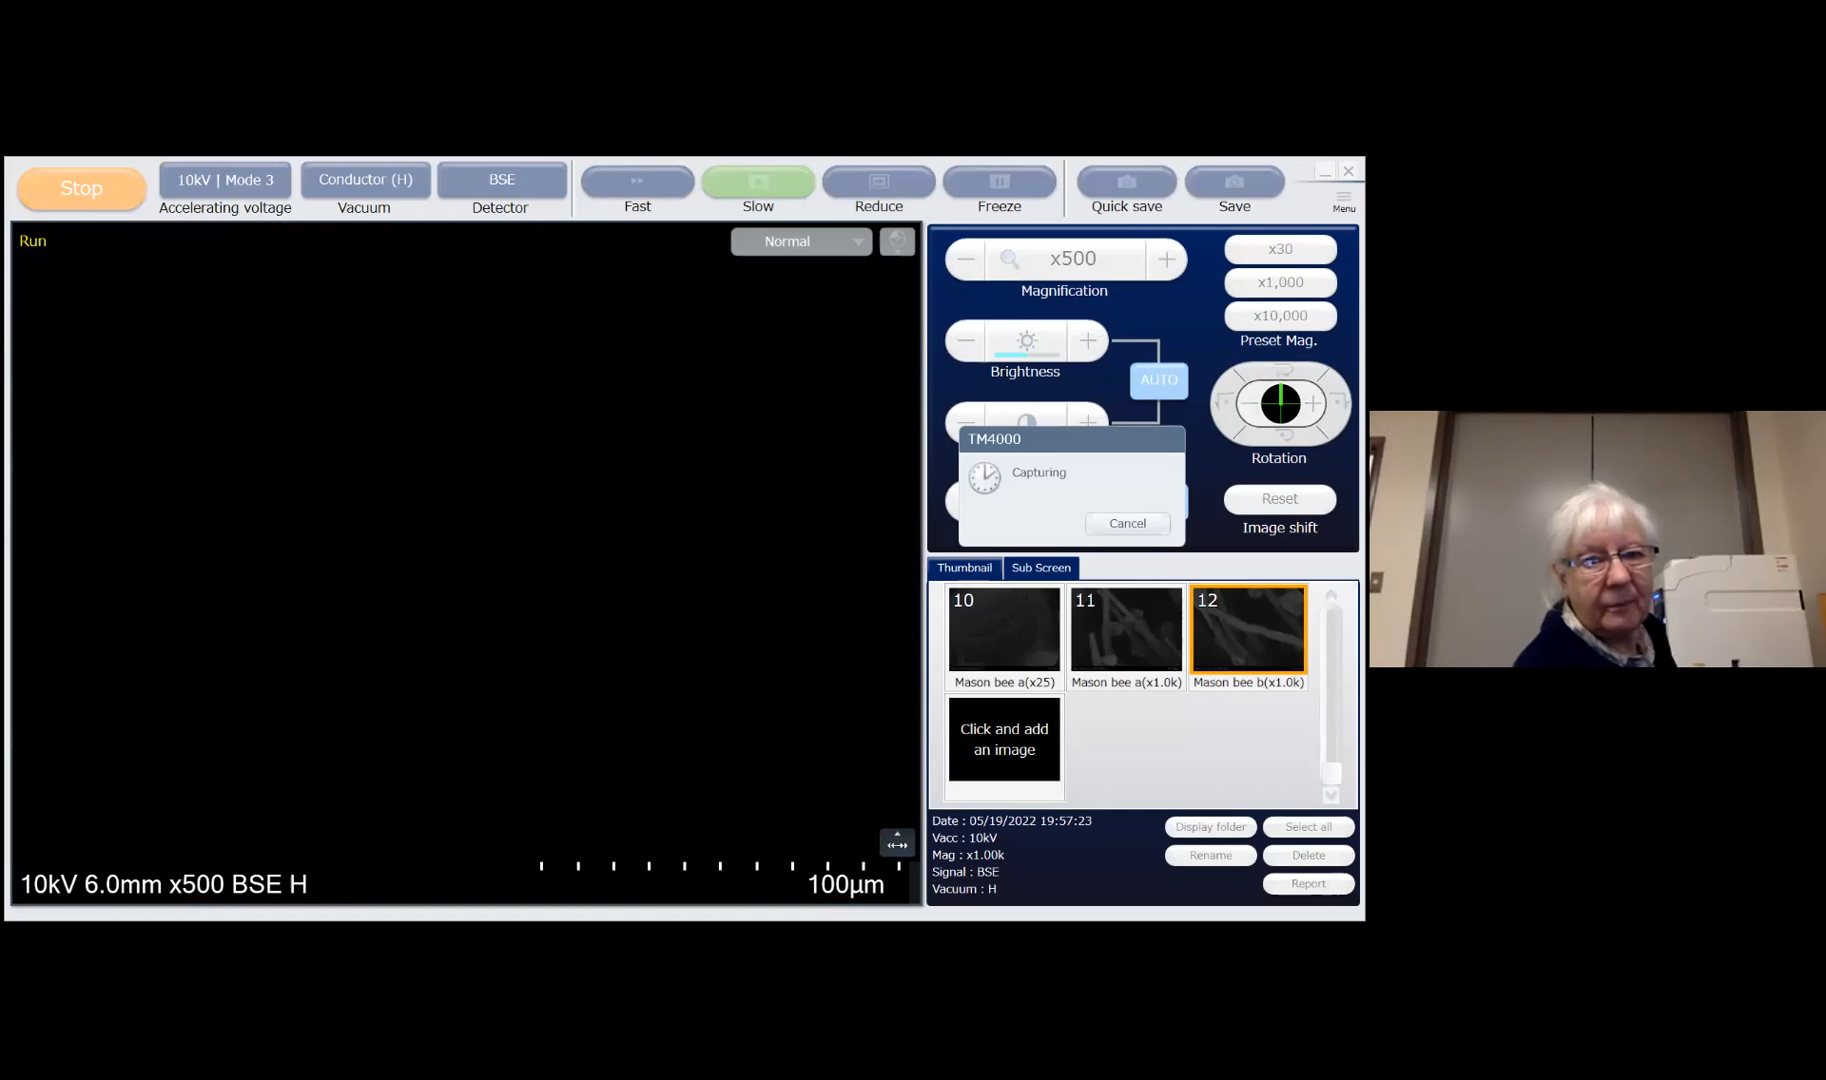 Stop
10kV | Mode 3
Accelerating voltage
Conductor (H)
Vacuum
BSE
Detector
Fast
Slow
Reduce
Freeze
Quick save
Save
Menu
Run
Normal
x500
Magnification
x30
x1,000
x10,000
Preset Mag.
Brightness
AUTO
TM4000
Capturing
Cancel
Rotation
Reset
Image shift
Thumbnail
Sub Screen
10
11
12
Mason bee a(x25)
Mason bee a(x1.0k)
Mason bee b(x1.0k)
Click and add
an image
Date : 05/19/2022 19:57:23
Vacc : 10kV
Mag : x1.00k
Signal : BSE
Vacuum : H
Display folder
Select all
Rename
Delete
Report
10kV 6.0mm x500 BSE H
100µm